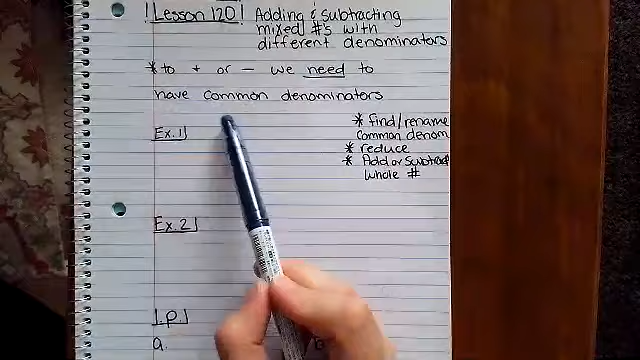 Lesson 120 Adding & Subtracting
mixed #'s with
different denominators
* to + or - we need to
have common denominators
Ex. 1
* find/rename
common denom
* reduce
* Add or subtract
whole #
Ex. 2
l.p.
a.